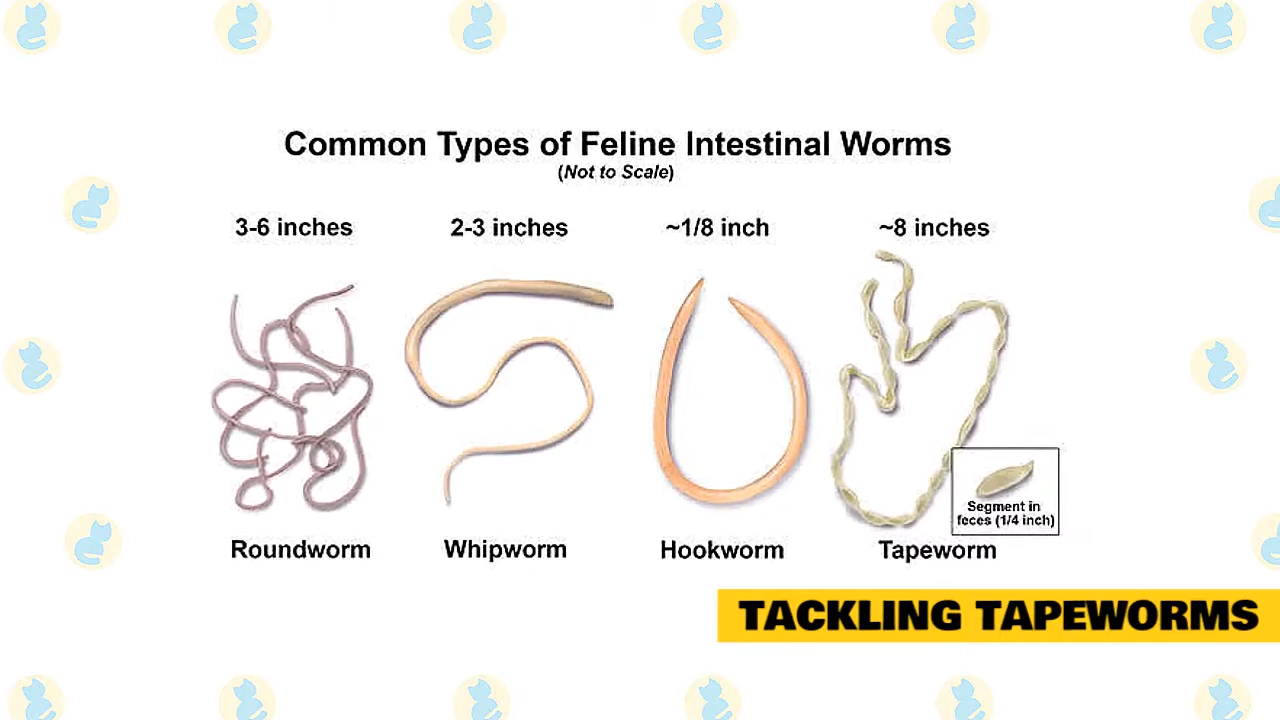 Common Types of Feline Intestinal Worms
(Not to Scale)
3-6 inches
2-3 inches
~1/8 inch
~8 inches
Segment in
feces (1/4 inch)
Roundworm
Whipworm
Hookworm
Tapeworm
TACKLING TAPEWORMS